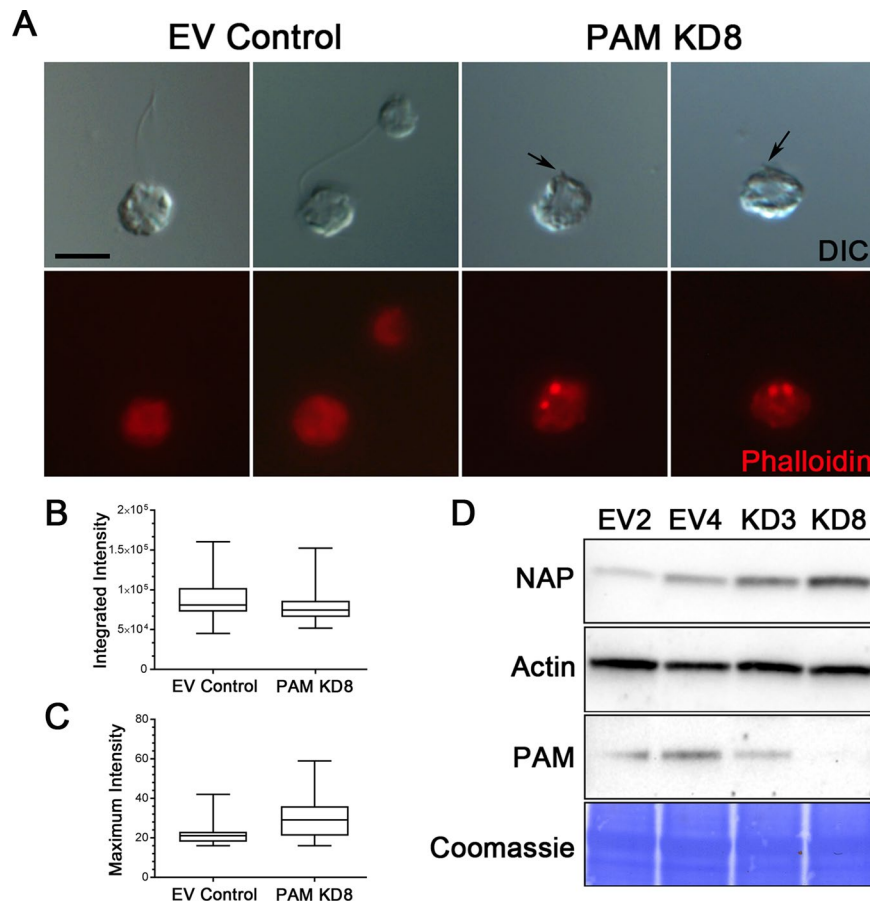 A
EV Control
PAM KD8
DIC
Phalloidin
B
Integrated Intensity
2×10⁵
1.5×10⁵
1×10⁵
5×10⁴
0
EV Control
PAM KD8
C
Maximum Intensity
80
60
40
20
0
EV Control
PAM KD8
D
EV2 EV4 KD3 KD8
NAP
Actin
PAM
Coomassie